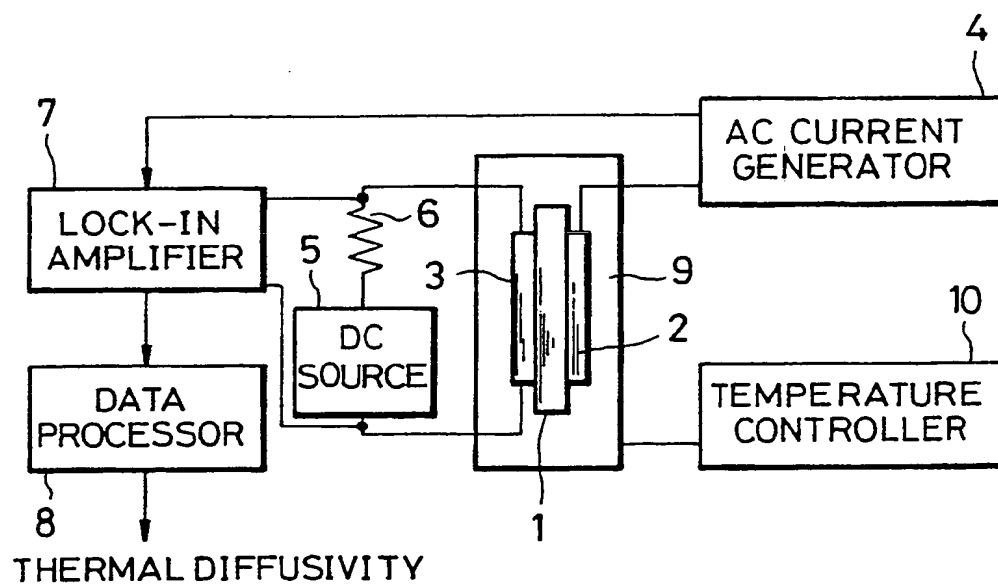 4
7
AC CURRENT
GENERATOR
LOCK-IN
AMPLIFIER
6
5
3
9
DC
SOURCE
2
10
DATA
PROCESSOR
TEMPERATURE
CONTROLLER
8
1
THERMAL DIFFUSIVITY